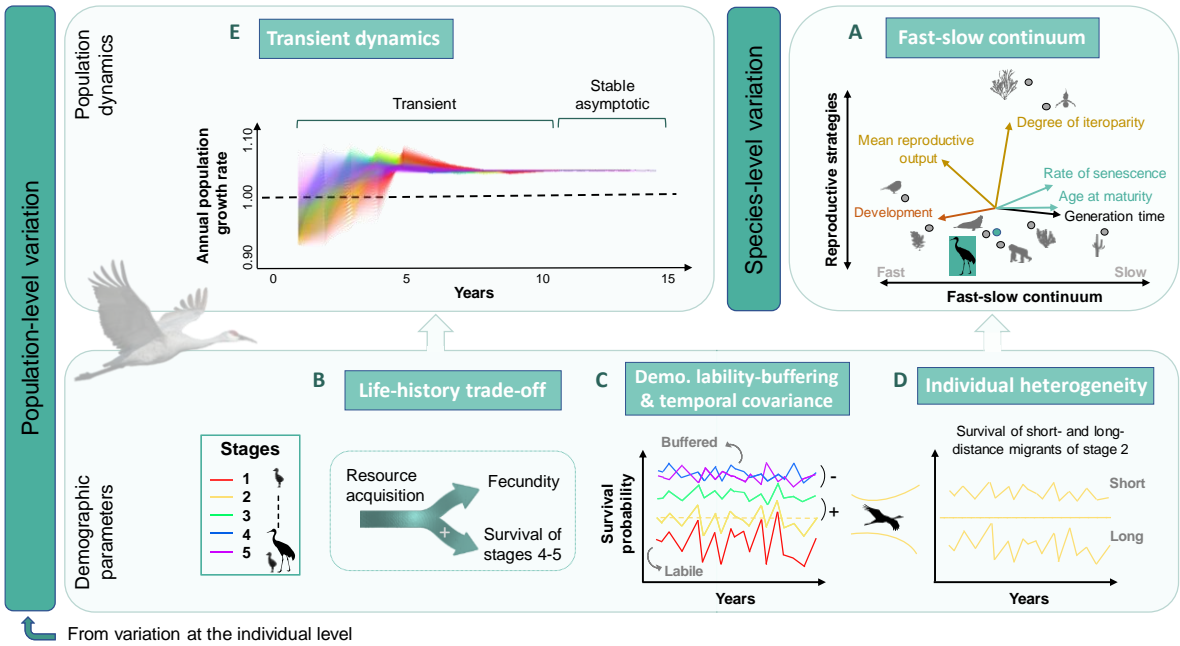 Population-level variation
Population
dynamics
E
Transient dynamics
Transient
Stable
asymptotic
Annual population
growth rate
1.10
1.00
0.90
0
5
10
15
Years
Species-level variation
A
Fast-slow continuum
Reproductive strategies
Degree of iteroparity
Mean reproductive
output
Rate of senescence
Age at maturity
Generation time
Development
Fast
Slow
Fast-slow continuum
Demographic
parameters
Stages
1
2
3
4
5
B
Life-history trade-off
Resource
acquisition
Fecundity
+
Survival of
stages 4-5
C
Demo. lability-buffering
& temporal covariance
Buffered
Survival
probability
-
+
Labile
Years
D
Individual heterogeneity
Survival of short- and long-
distance migrants of stage 2
Short
Long
Years
From variation at the individual level